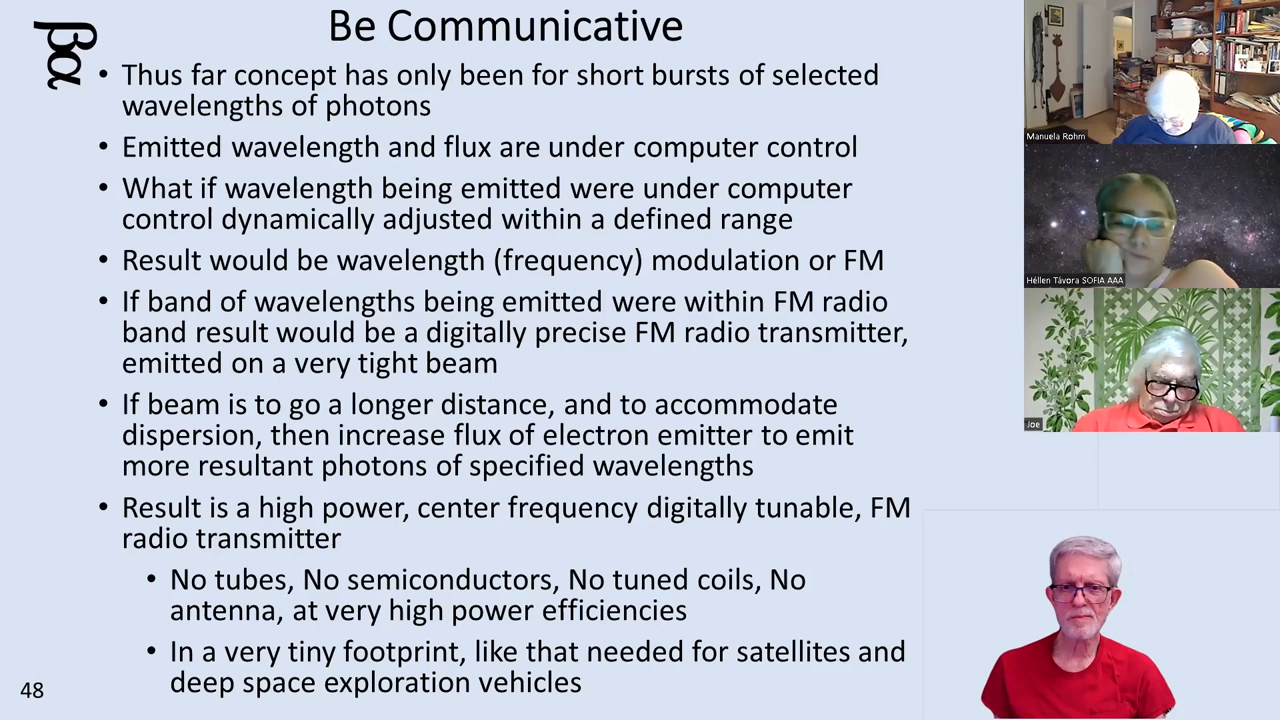 Be Communicative
βα
• Thus far concept has only been for short bursts of selected
wavelengths of photons
• Emitted wavelength and flux are under computer control
• What if wavelength being emitted were under computer
control dynamically adjusted within a defined range
• Result would be wavelength (frequency) modulation or FM
• If band of wavelengths being emitted were within FM radio
band result would be a digitally precise FM radio transmitter,
emitted on a very tight beam
• If beam is to go a longer distance, and to accommodate
dispersion, then increase flux of electron emitter to emit
more resultant photons of specified wavelengths
• Result is a high power, center frequency digitally tunable, FM
radio transmitter
• No tubes, No semiconductors, No tuned coils, No
antenna, at very high power efficiencies
• In a very tiny footprint, like that needed for satellites and
deep space exploration vehicles
48
Manuela Rohm
Héllen Távora SOFIA AAA
Joe